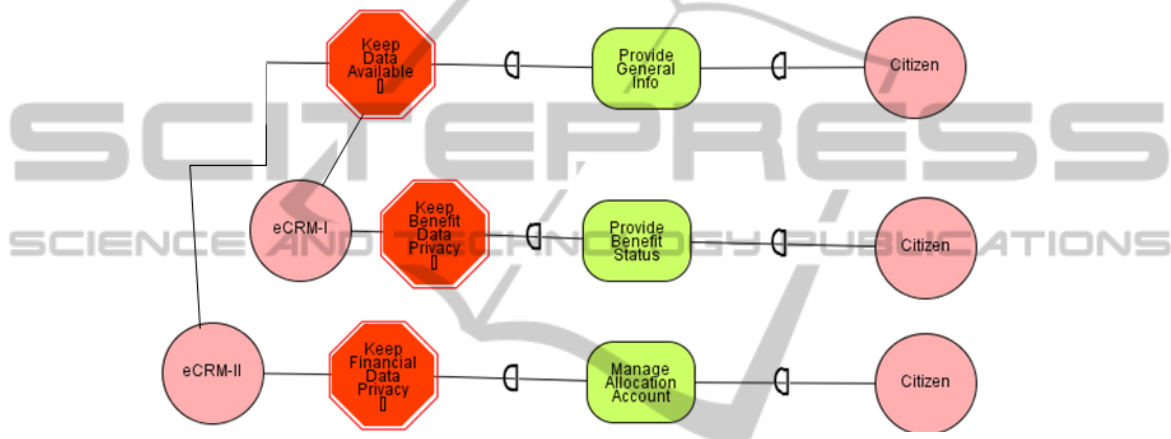 Keep
Data
Available
Provide
General
Info
Citizen
SCITEPRESS
eCRM-I
Keep
Benefit
Data
Privacy
Provide
Benefit
Status
Citizen
SCIENCE AND TECHNOLOGY PUBLICATIONS
eCRM-II
Keep
Financial
Data
Privacy
Manage
Allocation
Account
Citizen